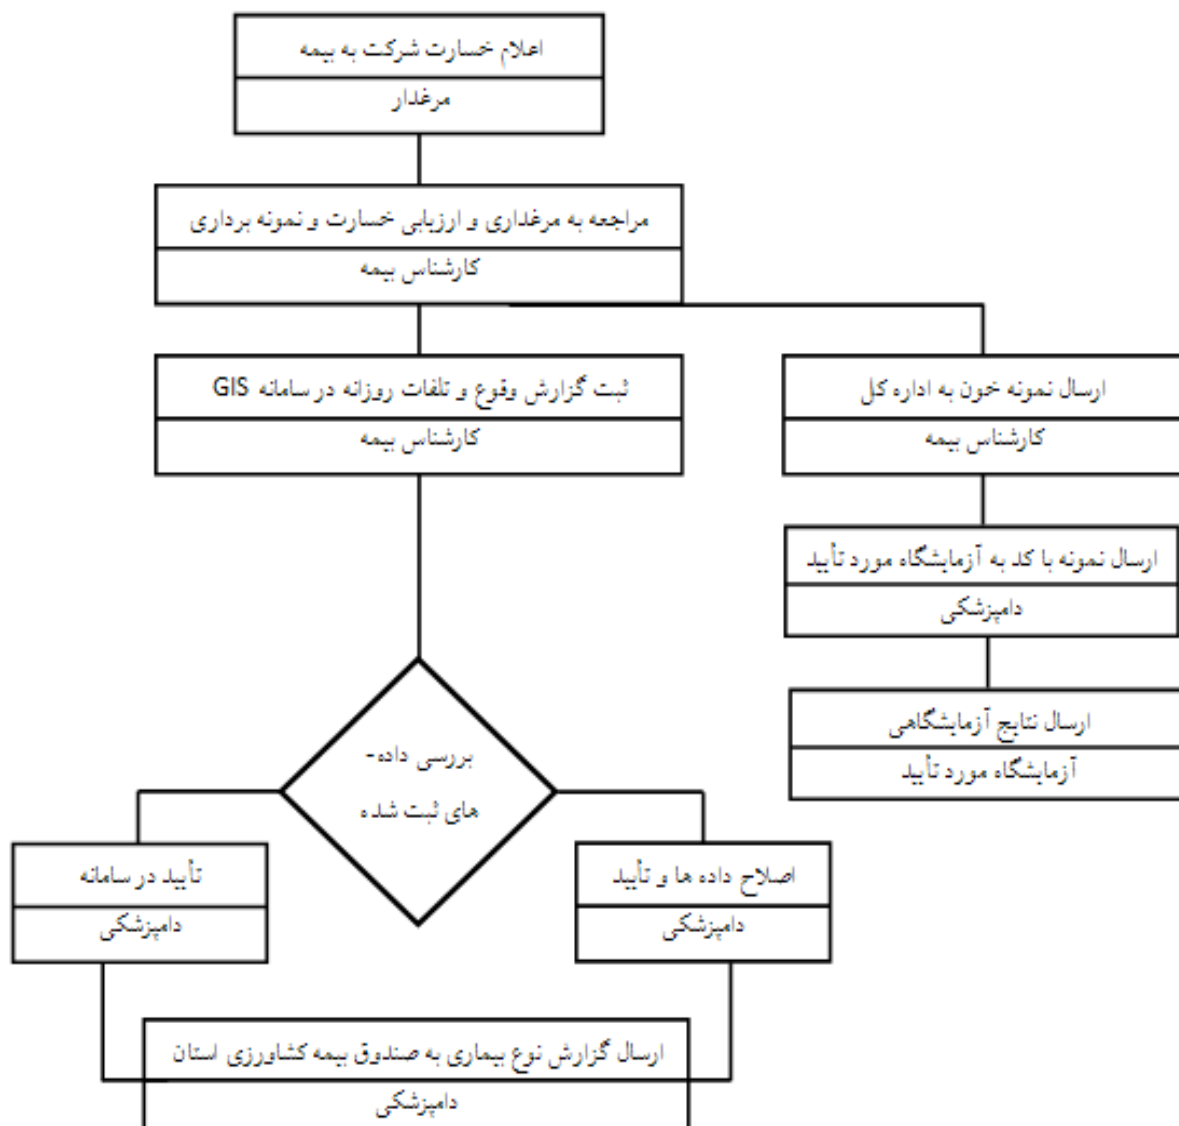 اعلام خسارت شرکت به بیمه
مرغدار
مراجعه به مرغداری و ارزیابی خسارت و نمونه برداری
کارشناس بیمه
ثبت گزارش وقوع و تلفات روزانه در سامانه GIS
کارشناس بیمه
ارسال نمونه خون به اداره کل
کارشناس بیمه
ارسال نمونه با کد به آزمایشگاه مورد تأیید
دامپزشکی
ارسال نتایج آزمایشگاهی
آزمایشگاه مورد تأیید
بررسی داده-
های ثبت شده
اصلاح داده ها و تأیید
دامپزشکی
تأیید در سامانه
دامپزشکی
ارسال گزارش نوع بیماری به صندوق بیمه کشاورزی استان
دامپزشکی